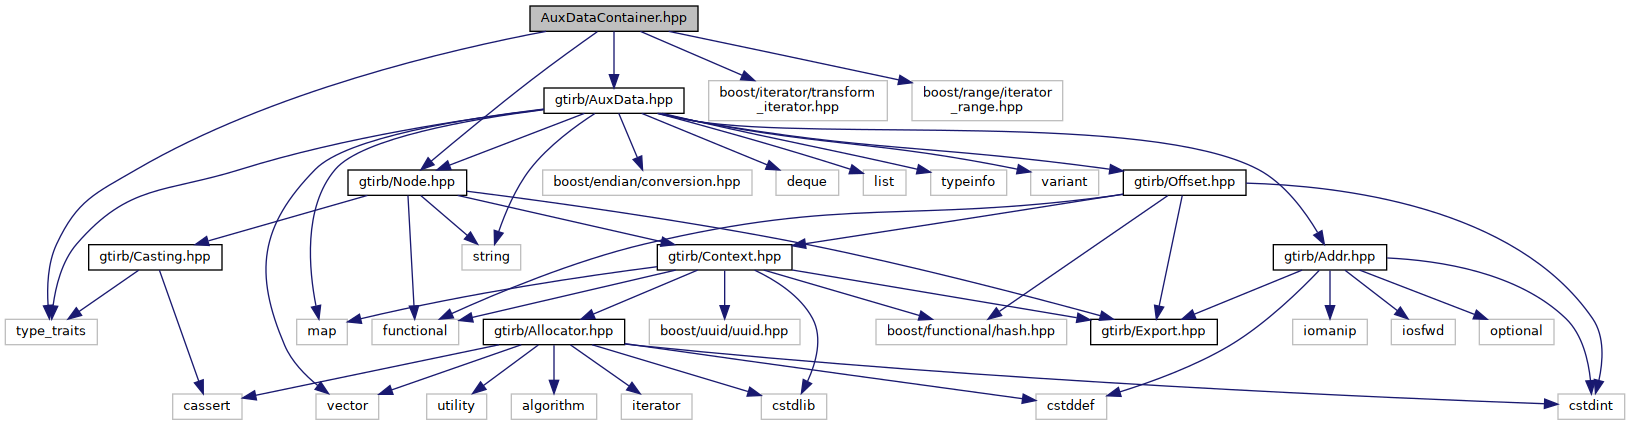 AuxDataContainer.hpp
gtirb/AuxData.hpp
boost/iterator/transform
_iterator.hpp
boost/range/iterator
_range.hpp
gtirb/Node.hpp
boost/endian/conversion.hpp
deque
list
typeinfo
variant
gtirb/Offset.hpp
gtirb/Casting.hpp
string
gtirb/Context.hpp
gtirb/Addr.hpp
type_traits
map
functional
gtirb/Allocator.hpp
boost/uuid/uuid.hpp
boost/functional/hash.hpp
gtirb/Export.hpp
iomanip
iosfwd
optional
cassert
vector
utility
algorithm
iterator
cstdlib
cstddef
cstdint